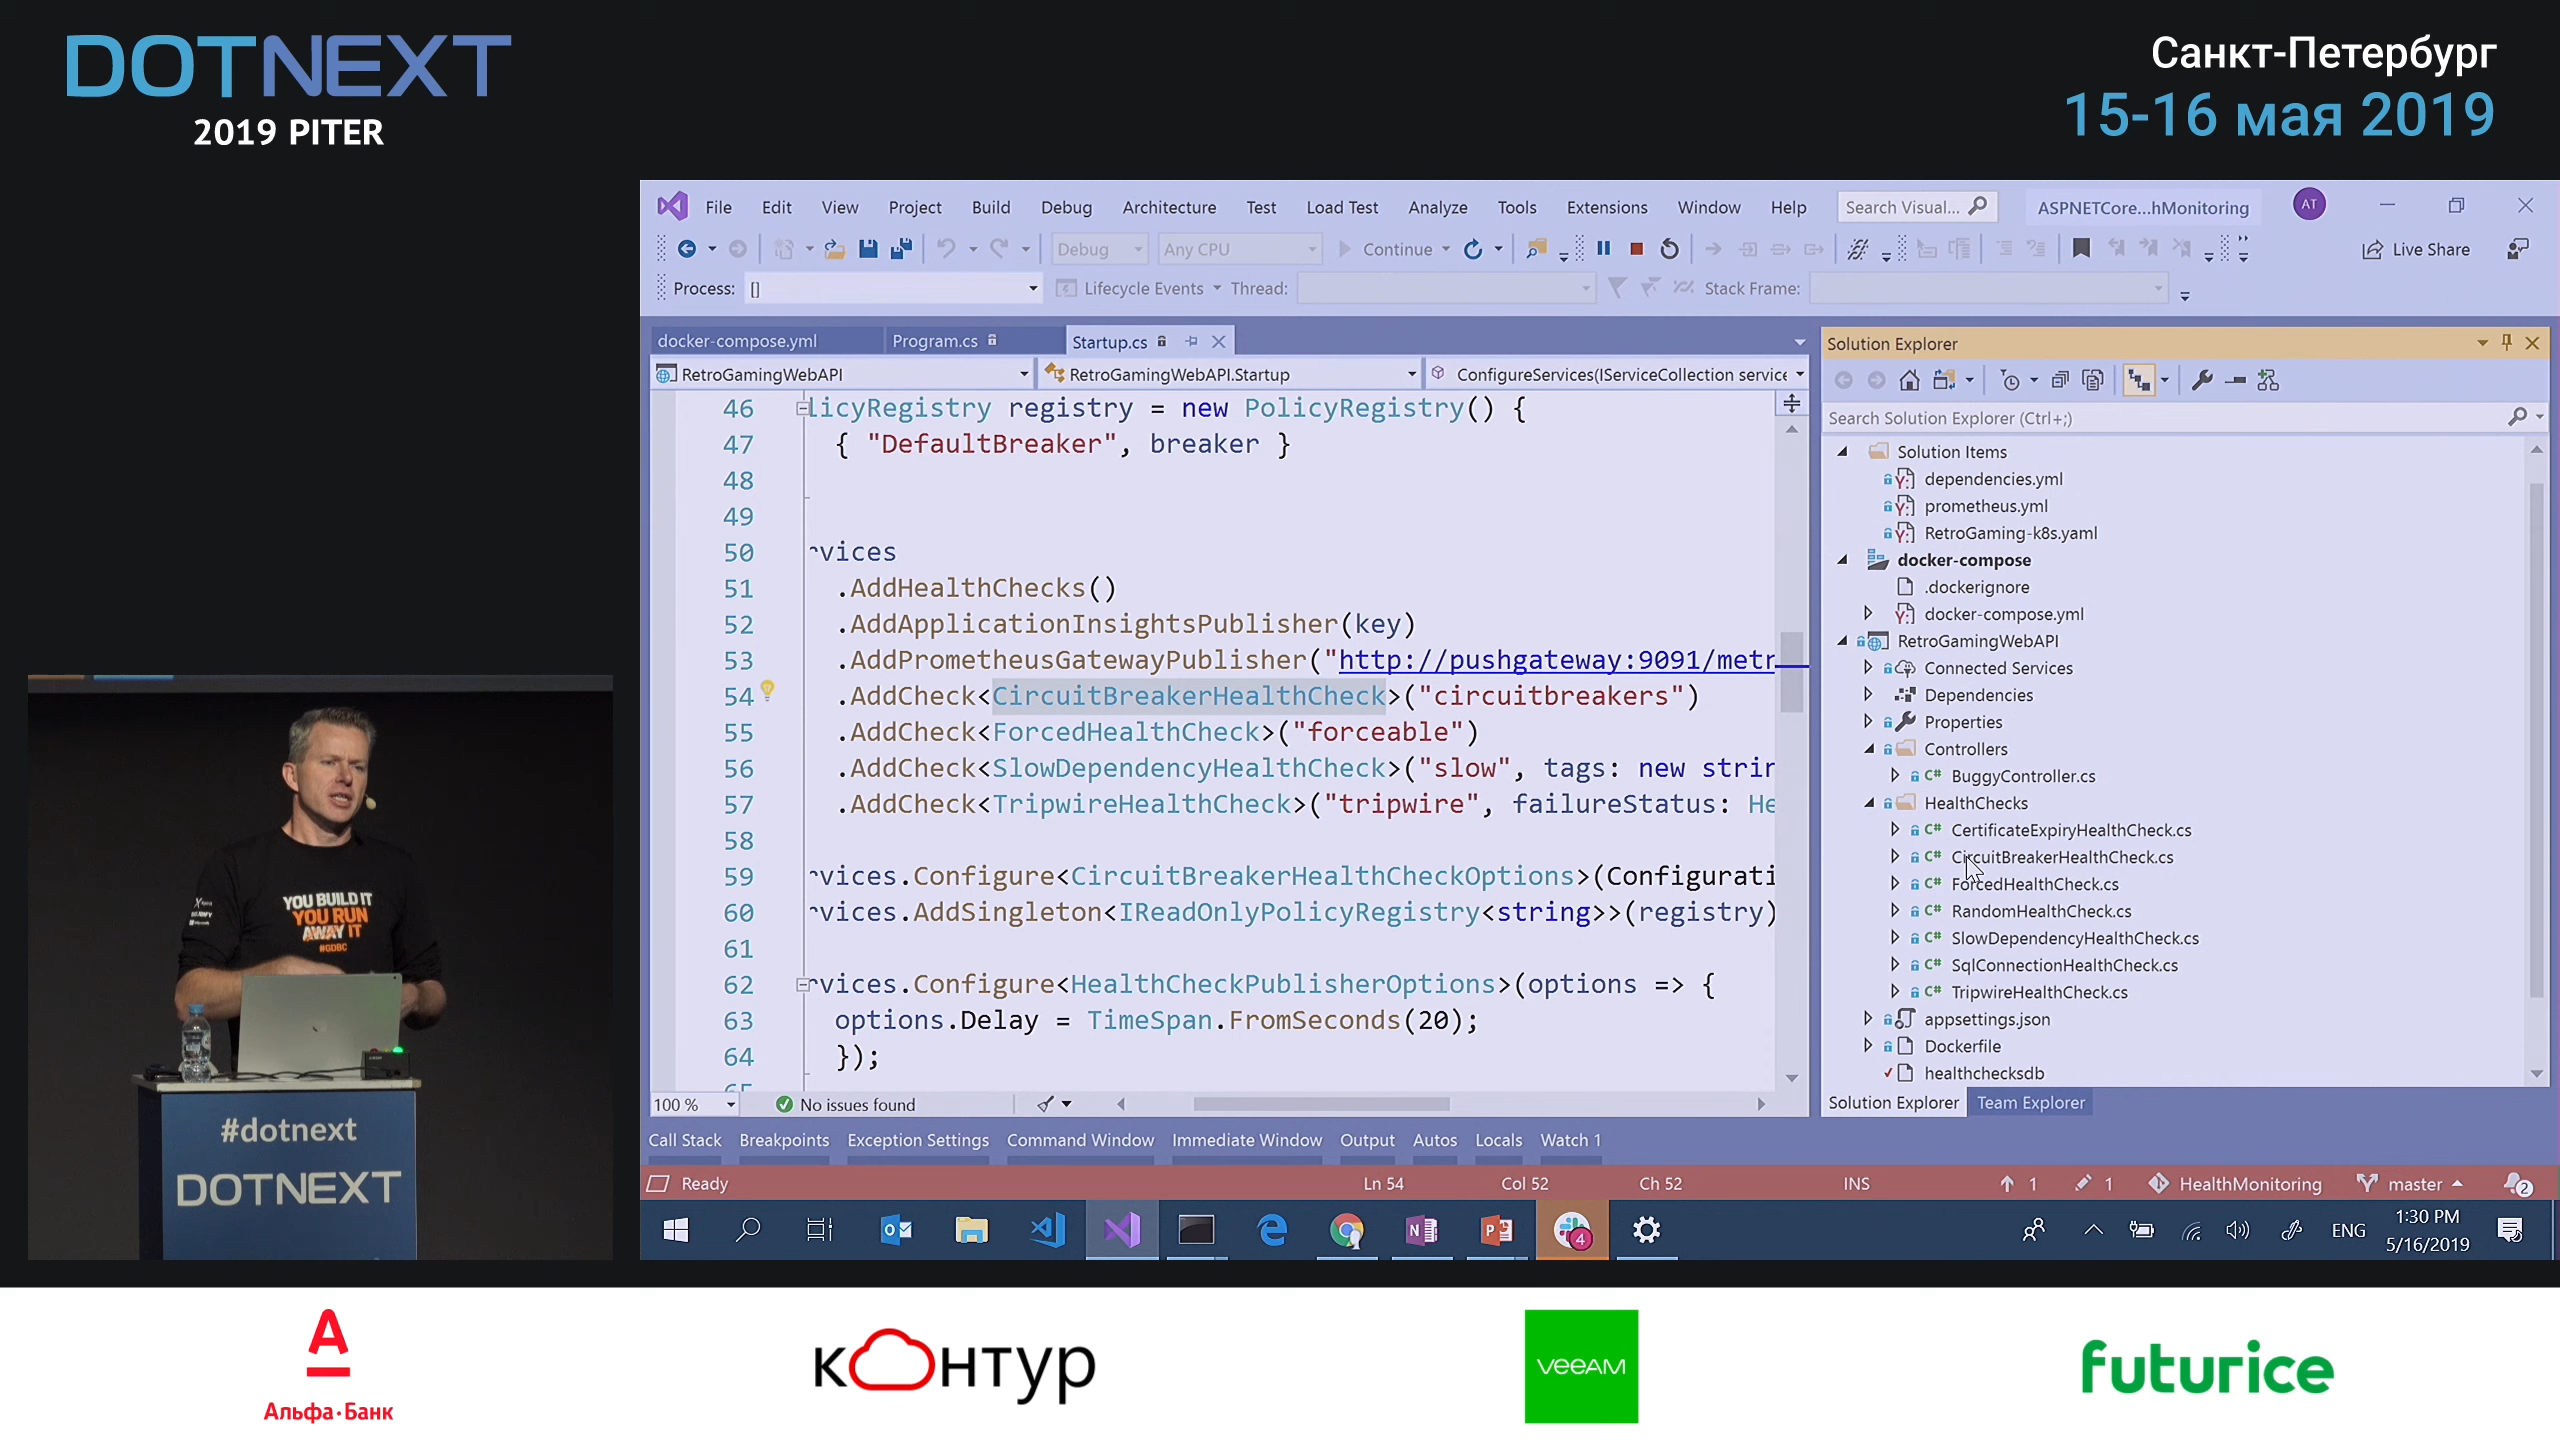 DOTNEXT
2019 PITER
Санкт-Петербург
15-16 мая 2019
File Edit View Project Build Debug Architecture Test Load Test Analyze Tools Extensions Window Help Search Visual... ASPNETCore...hMonitoring AT
Debug Any CPU Continue Live Share
Process: [] Lifecycle Events Thread: Stack Frame:
docker-compose.yml Program.cs Startup.cs
RetroGamingWebAPI RetroGamingWebAPI.Startup ConfigureServices(IServiceCollection service
46 licyRegistry registry = new PolicyRegistry() {
47 { "DefaultBreaker", breaker }
48
49
50 rvices
51 .AddHealthChecks()
52 .AddApplicationInsightsPublisher(key)
53 .AddPrometheusGatewayPublisher("http://pushgateway:9091/metr
54 .AddCheck<CircuitBreakerHealthCheck>("circuitbreakers")
55 .AddCheck<ForcedHealthCheck>("forceable")
56 .AddCheck<SlowDependencyHealthCheck>("slow", tags: new strin
57 .AddCheck<TripwireHealthCheck>("tripwire", failureStatus: He
58
59 rvices.Configure<CircuitBreakerHealthCheckOptions>(Configurati
60 rvices.AddSingleton<IReadOnlyPolicyRegistry<string>>(registry)
61
62 rvices.Configure<HealthCheckPublisherOptions>(options => {
63 options.Delay = TimeSpan.FromSeconds(20);
64 });
65
100 % No issues found
Solution Explorer
Search Solution Explorer (Ctrl+;)
Solution Items
dependencies.yml
prometheus.yml
RetroGaming-k8s.yaml
docker-compose
.dockerignore
docker-compose.yml
RetroGamingWebAPI
Connected Services
Dependencies
Properties
Controllers
C# BuggyController.cs
HealthChecks
C# CertificateExpiryHealthCheck.cs
C# CircuitBreakerHealthCheck.cs
C# ForcedHealthCheck.cs
C# RandomHealthCheck.cs
C# SlowDependencyHealthCheck.cs
C# SqlConnectionHealthCheck.cs
C# TripwireHealthCheck.cs
appsettings.json
Dockerfile
healthchecksdb
Solution Explorer Team Explorer
Call Stack Breakpoints Exception Settings Command Window Immediate Window Output Autos Locals Watch 1
Ready Ln 54 Col 52 Ch 52 INS 1 1 HealthMonitoring master 2
4 ENG 1:30 PM
5/16/2019
YOU BUILD IT
YOU RUN
AWAY IT
#GDBC
#dotnext
DOTNEXT
Альфа·Банк
контур
veeam
futurice